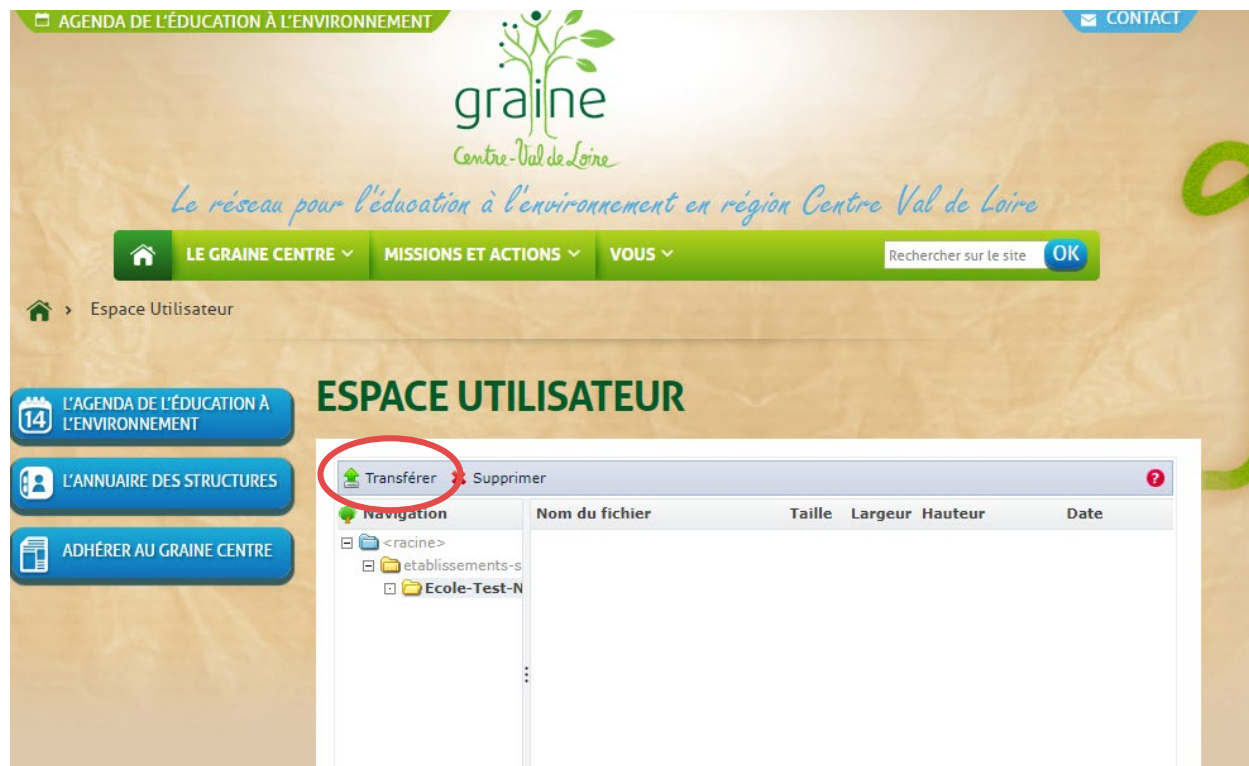 AGENDA DE L'ÉDUCATION À L'ENVIRONNEMENT
CONTACT
graine
Centre-Val de Loire
Le réseau pour l'éducation à l'environnement en région Centre Val de Loire
LE GRAINE CENTRE
MISSIONS ET ACTIONS
VOUS
Rechercher sur le site
OK
> Espace Utilisateur
ESPACE UTILISATEUR
14
L'AGENDA DE L'ÉDUCATION À
L'ENVIRONNEMENT
L'ANNUAIRE DES STRUCTURES
ADHÉRER AU GRAINE CENTRE
Transférer
Supprimer
?
Navigation
Nom du fichier
Taille
Largeur
Hauteur
Date
<racine>
etablissements-s
Ecole-Test-N